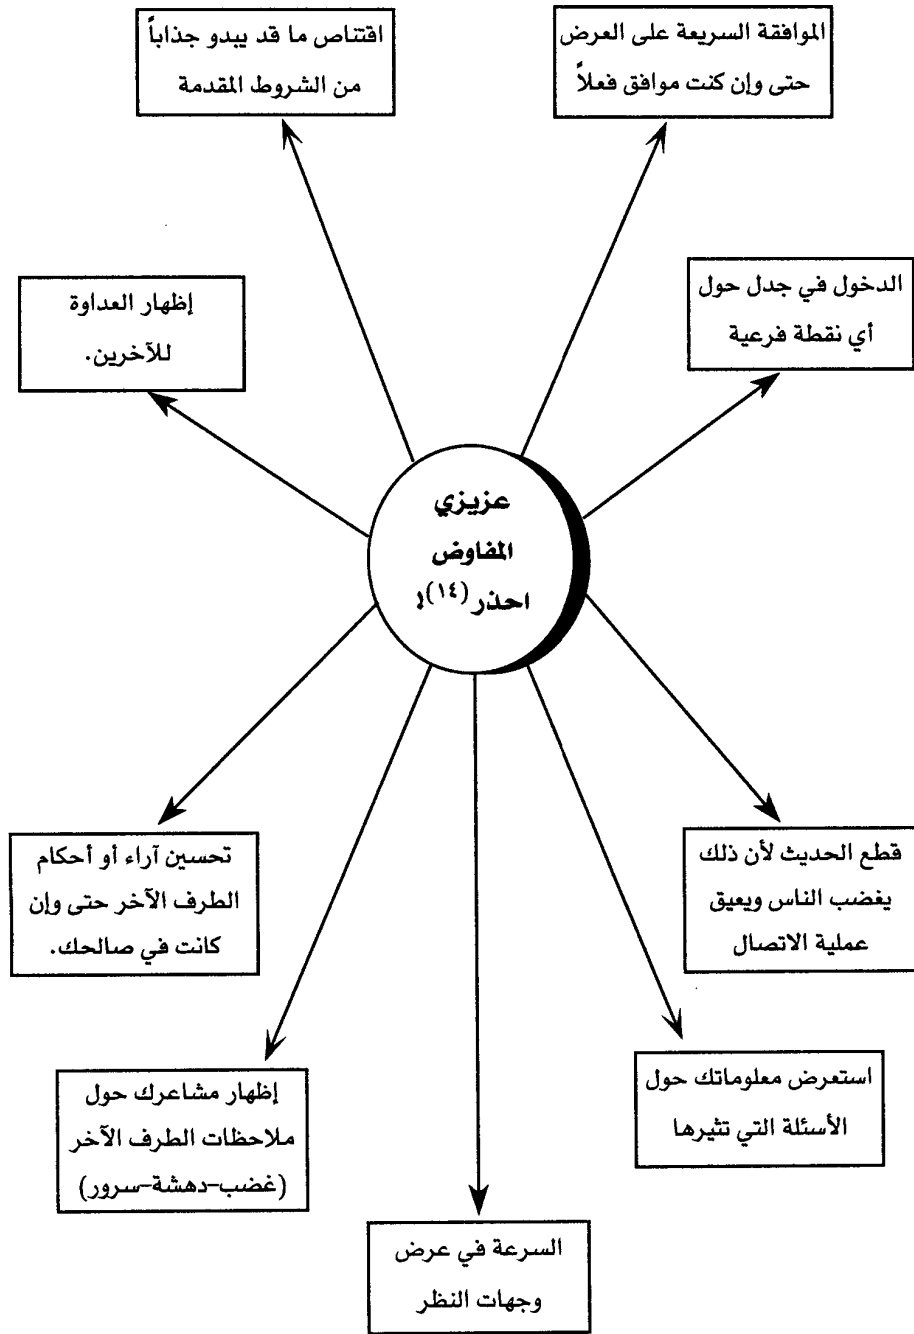 الموافقة السريعة على العرض
حتى وإن كنت موافق فعلاً
اقتناص ما قد يبدو جذاباً
من الشروط المقدمة
الدخول في جدل حول
أي نقطة فرعية
إظهار العداوة
للآخرين.
عزيزي
المفاوض
احذر (١٤)!
قطع الحديث لأن ذلك
يغضب الناس ويعيق
عملية الاتصال
تحسين آراء أو أحكام
الطرف الآخر حتى وإن
كانت في صالحك.
استعرض معلوماتك حول
الأسئلة التي تثيرها
إظهار مشاعرك حول
ملاحظات الطرف الآخر
(غضب-دهشة-سرور)
السرعة في عرض
وجهات النظر